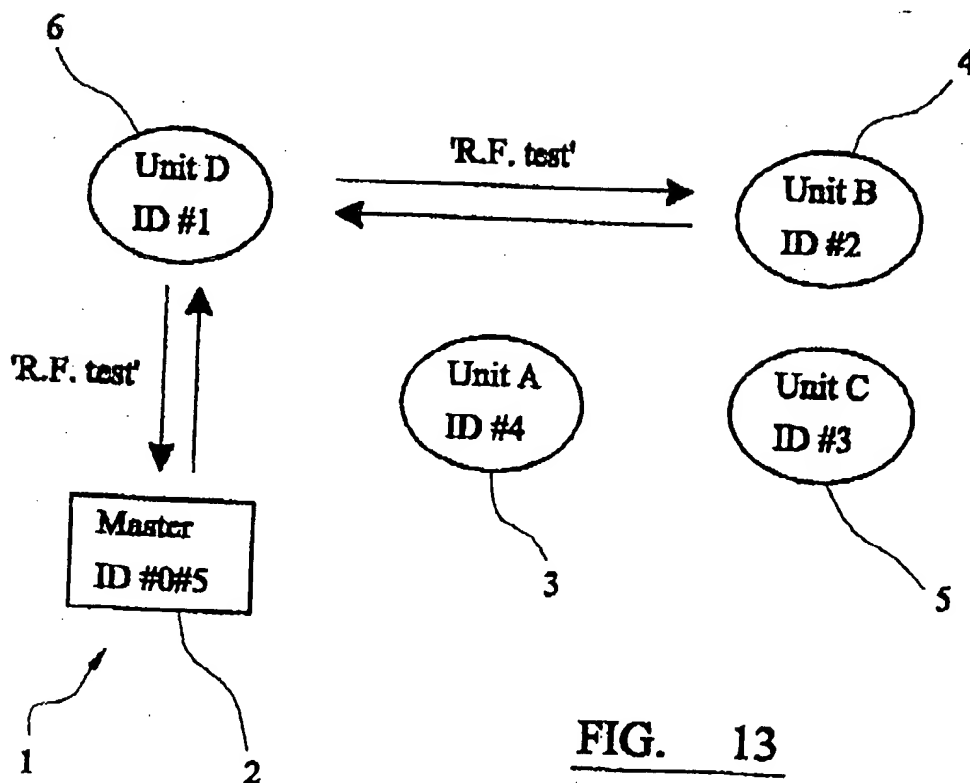 6
4
Unit D
ID #1
'R.F. test'
Unit B
ID #2
'R.F. test'
Unit A
ID #4
Unit C
ID #3
Master
ID #0#5
3
5
1
2
FIG. 13